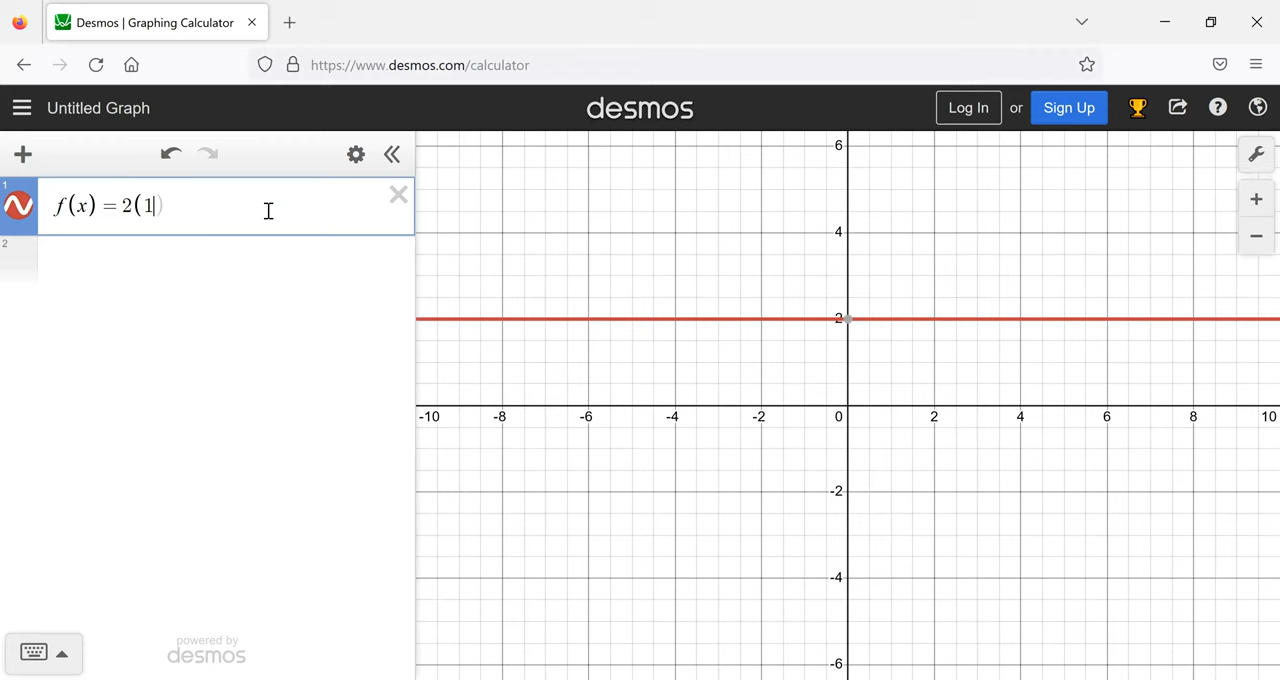 Desmos | Graphing Calculator
https://www.desmos.com/calculator
Untitled Graph
desmos
Log In or Sign Up
1
f(x) = 2(1)
2
powered by
desmos
6
4
2
-10 -8 -6 -4 -2 0 2 4 6 8 10
-2
-4
-6